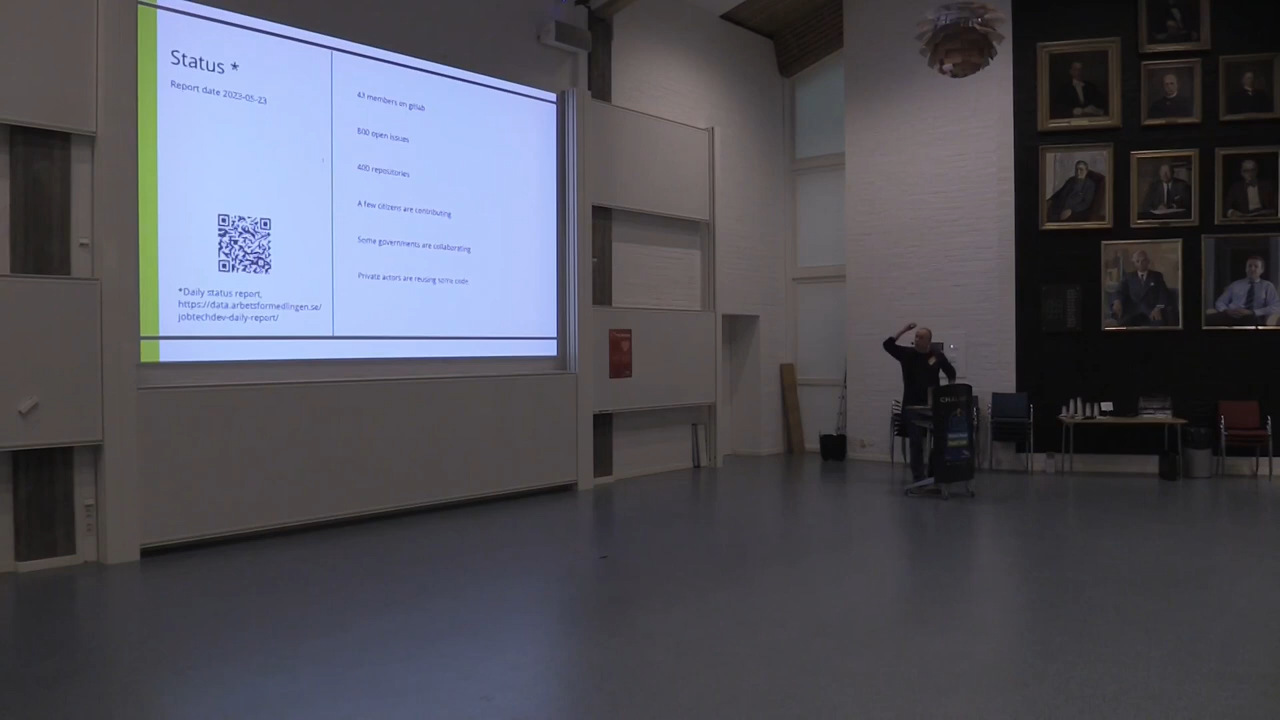 Status *
Report date 2023-05-23
*Daily status report,
https://data.arbetsformedlingen.se/
jobtechdev-daily-report/
43 members on gitlab
800 open issues
400 repositories
A few citizens are contributing
Some governments are collaborating
Private actors are reusing some code